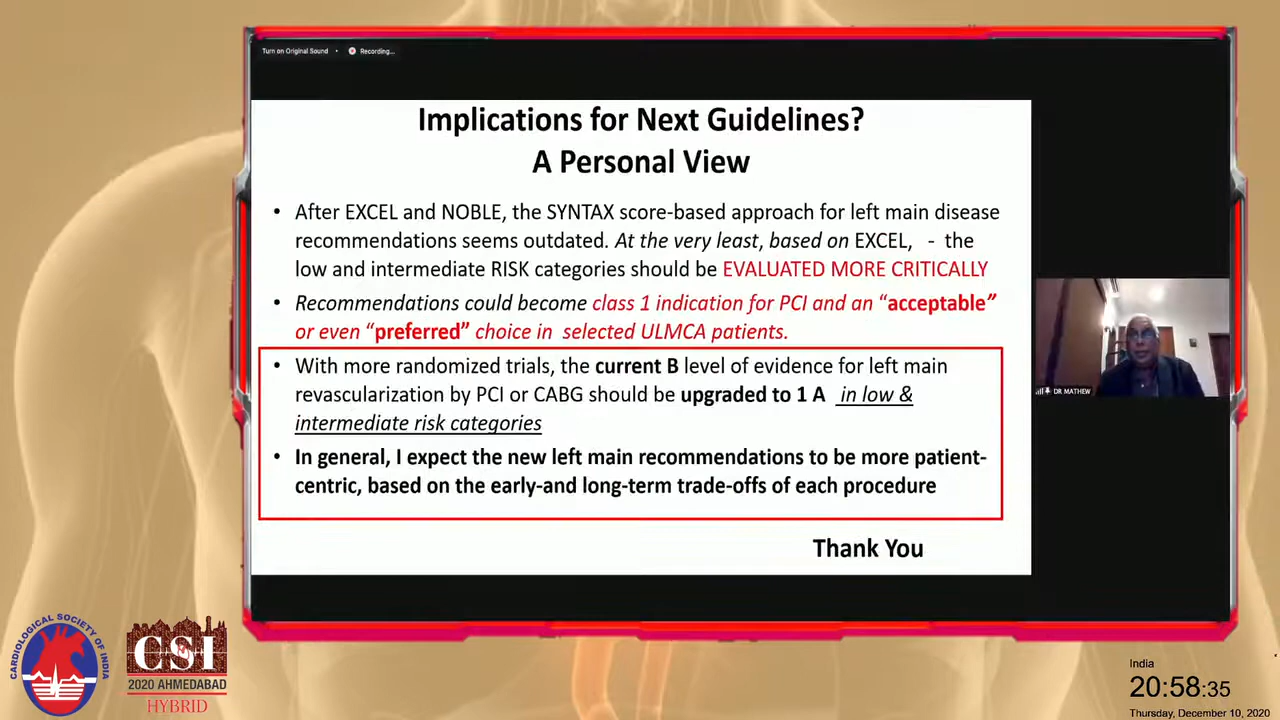 Turn on Original Sound • Recording...
Implications for Next Guidelines?
A Personal View
• After EXCEL and NOBLE, the SYNTAX score-based approach for left main disease
recommendations seems outdated. At the very least, based on EXCEL, - the
low and intermediate RISK categories should be EVALUATED MORE CRITICALLY
• Recommendations could become class 1 indication for PCI and an “acceptable”
or even “preferred” choice in selected ULMCA patients.
• With more randomized trials, the current B level of evidence for left main
revascularization by PCI or CABG should be upgraded to 1 A in low &
intermediate risk categories
• In general, I expect the new left main recommendations to be more patient-
centric, based on the early-and long-term trade-offs of each procedure
Thank You
DR MATHEW
CARDIOLOGICAL SOCIETY OF INDIA
CSI
2020 AHMEDABAD
HYBRID
India
20:58:35
Thursday, December 10, 2020